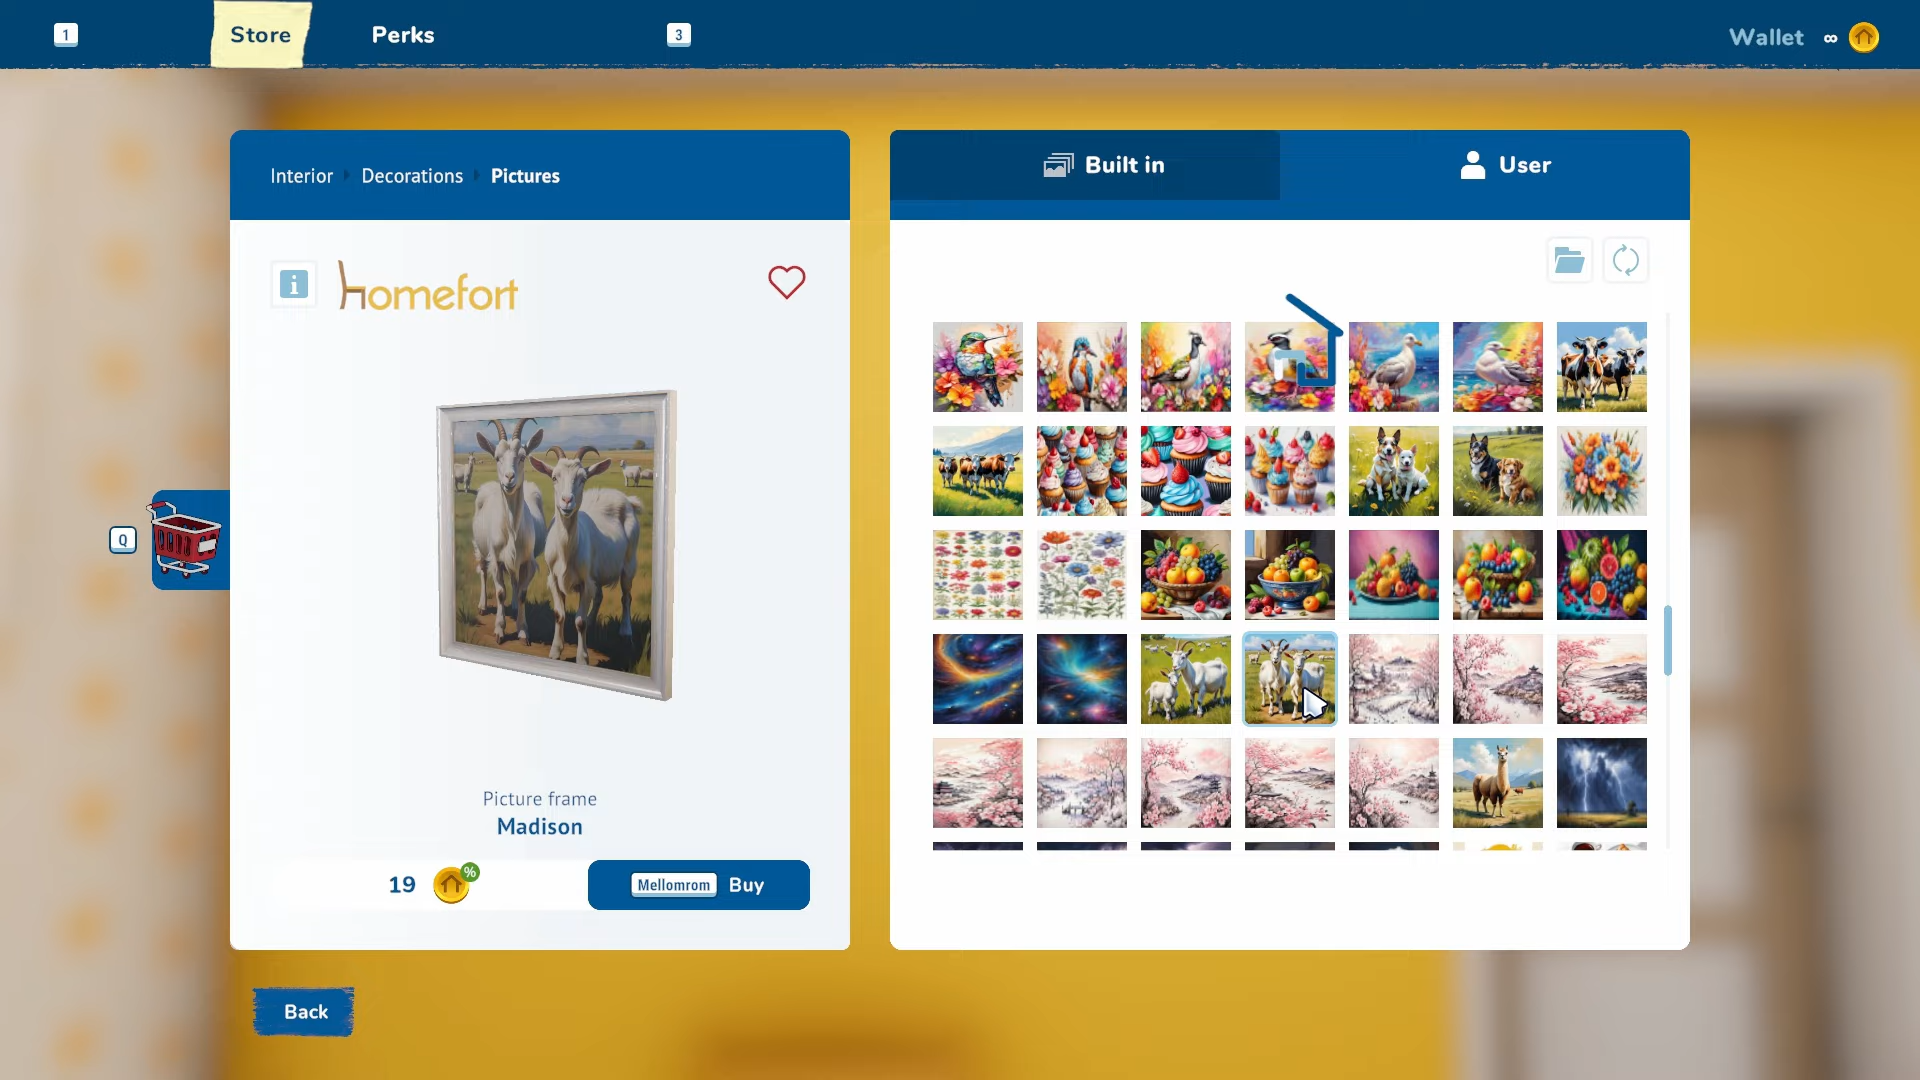 1
Store
Perks
3
Wallet ∞
Interior Decorations Pictures
Built in
User
i homefort
Q
Picture frame
Madison
19 %
Mellomrom Buy
Back